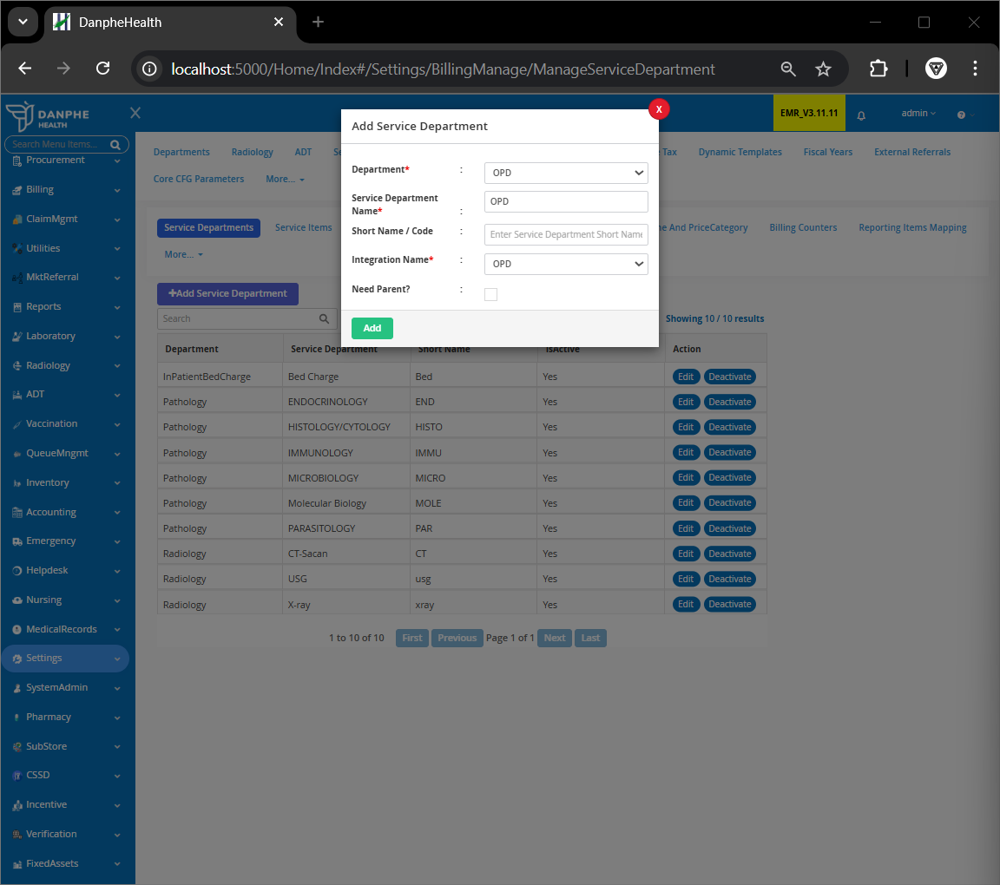 DanpheHealth
localhost:5000/Home/Index#/Settings/BillingManage/ManageServiceDepartment
DANPHE
HEALTH
EMR_V3.11.11
admin
Search Menu Items...
Procurement
Billing
ClaimMgmt
Utilities
MktReferral
Reports
Laboratory
Radiology
ADT
Vaccination
QueueMngmt
Inventory
Accounting
Emergency
Helpdesk
Nursing
MedicalRecords
Settings
SystemAdmin
Pharmacy
SubStore
CSSD
Incentive
Verification
FixedAssets
Departments Radiology ADT Tax Dynamic Templates Fiscal Years External Referrals
Core CFG Parameters More...
Service Departments Service Items And PriceCategory Billing Counters Reporting Items Mapping
More...
Add Service Department
X
Department* : OPD
Service Department
Name* : OPD
Short Name / Code : Enter Service Department Short Name
Integration Name* : OPD
Need Parent? :
Add
+Add Service Department
Search
Showing 10 / 10 results
Department Service Department Short Name IsActive Action
InPatientBedCharge Bed Charge Bed Yes Edit Deactivate
Pathology ENDOCRINOLOGY END Yes Edit Deactivate
Pathology HISTOLOGY/CYTOLOGY HISTO Yes Edit Deactivate
Pathology IMMUNOLOGY IMMU Yes Edit Deactivate
Pathology MICROBIOLOGY MICRO Yes Edit Deactivate
Pathology Molecular Biology MOLE Yes Edit Deactivate
Pathology PARASITOLOGY PAR Yes Edit Deactivate
Radiology CT-Sacan CT Yes Edit Deactivate
Radiology USG usg Yes Edit Deactivate
Radiology X-ray xray Yes Edit Deactivate
1 to 10 of 10 First Previous Page 1 of 1 Next Last